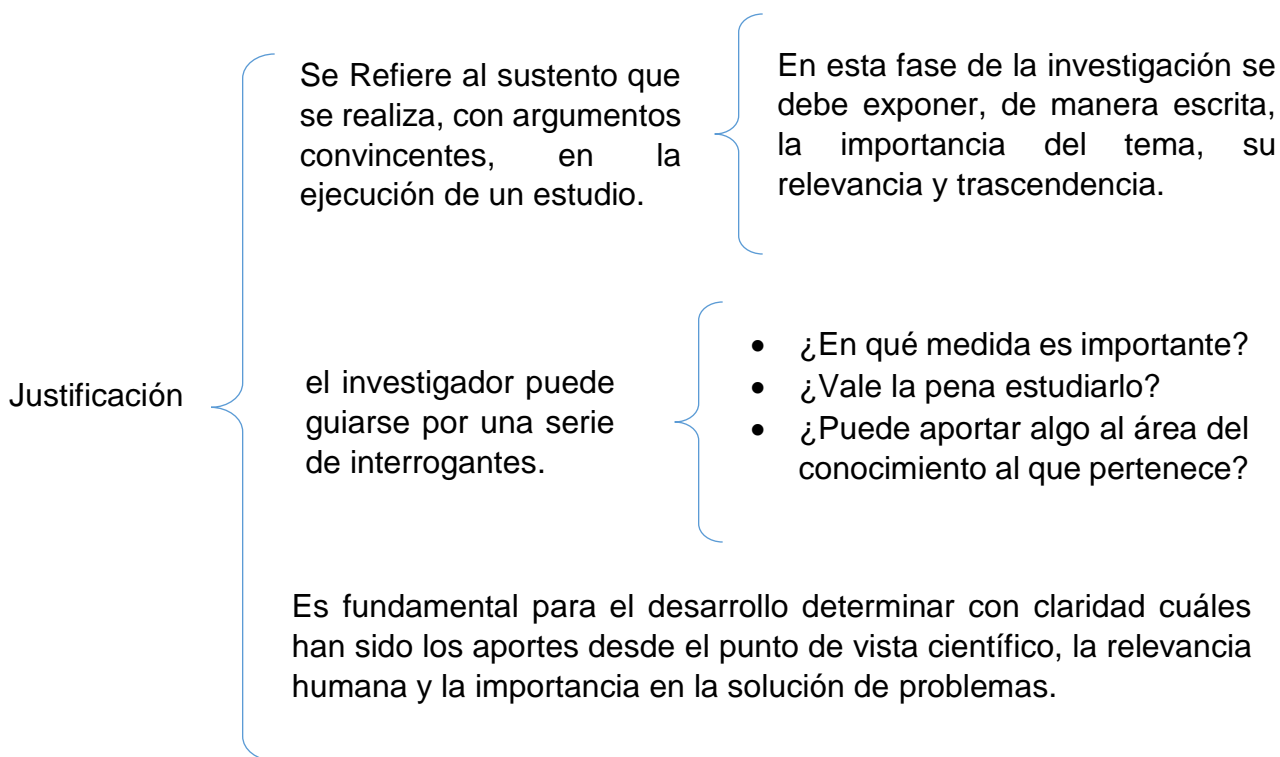 Justificación
Se Refiere al sustento que
se realiza, con argumentos
convincentes, en la
ejecución de un estudio.
En esta fase de la investigación se
debe exponer, de manera escrita,
la importancia del tema, su
relevancia y trascendencia.
el investigador puede
guiarse por una serie
de interrogantes.
• ¿En qué medida es importante?
• ¿Vale la pena estudiarlo?
• ¿Puede aportar algo al área del
conocimiento al que pertenece?
Es fundamental para el desarrollo determinar con claridad cuáles
han sido los aportes desde el punto de vista científico, la relevancia
humana y la importancia en la solución de problemas.